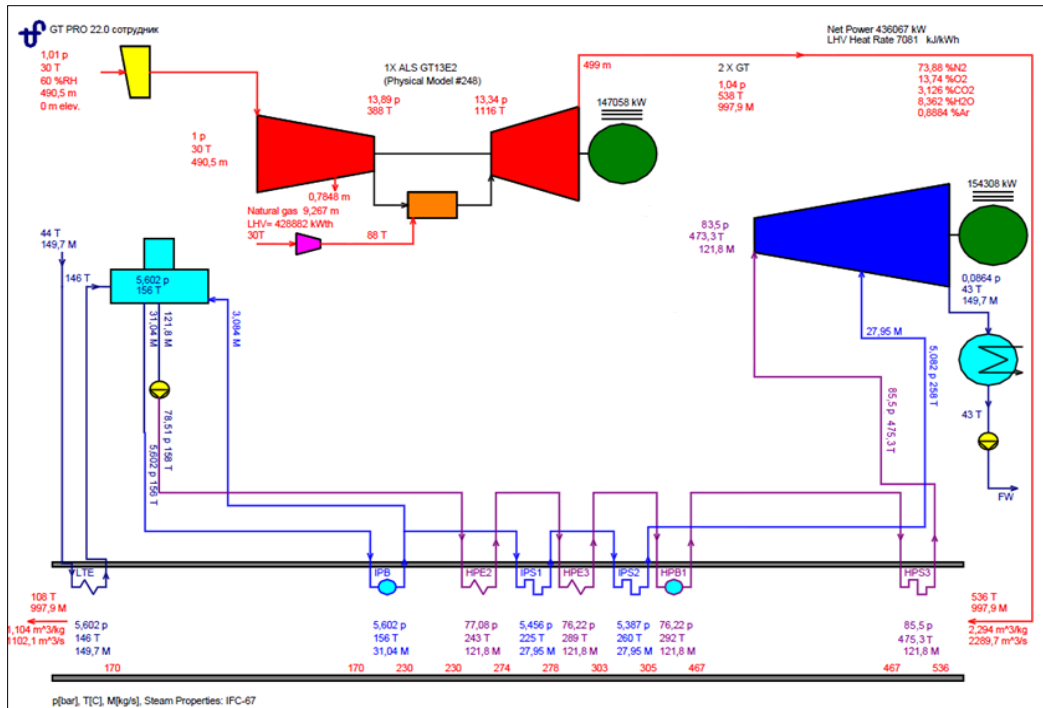 GT PRO 22.0 сотрудник
Net Power 436067 kW
LHV Heat Rate 7081 kJ/kWh
1,01 p
30 T
60 %RH
490,5 m
0 m elev.
1X ALS GT13E2
(Physical Model #248)
499 m
2 X GT
1,04 p
538 T
997,9 M
73,88 %N2
13,74 %O2
3,126 %CO2
8,362 %H2O
0,8884 %Ar
13,89 p
388 T
13,34 p
1116 T
147058 kW
1 p
30 T
490,5 m
0,7848 m
Natural gas 9,267 m
LHV= 428882 kWth
30T
88 T
154308 kW
83,5 p
473,3 T
121,8 M
44 T
149,7 M
146 T
5,602 p
156 T
0,0864 p
43 T
149,7 M
31,04 M
121,8 M
3,084 M
27,95 M
5,082 p 258 T
43 T
78,51 p 158 T
5,602 p 156 T
85,5 p 475,3 T
FW
LTE
IPB
HPE2
IPS1
HPE3
IPS2
HPB1
HPS3
108 T
997,9 M
1,104 m^3/kg
1102,1 m^3/s
5,602 p
146 T
149,7 M
5,602 p
156 T
31,04 M
77,08 p
243 T
121,8 M
5,456 p
225 T
27,95 M
76,22 p
289 T
121,8 M
5,387 p
260 T
27,95 M
76,22 p
292 T
121,8 M
85,5 p
475,3 T
121,8 M
536 T
997,9 M
2,294 m^3/kg
2289,7 m^3/s
170 170 230 230 274 278 303 305 467 467 536
p[bar], T[C], M[kg/s], Steam Properties: IFC-67